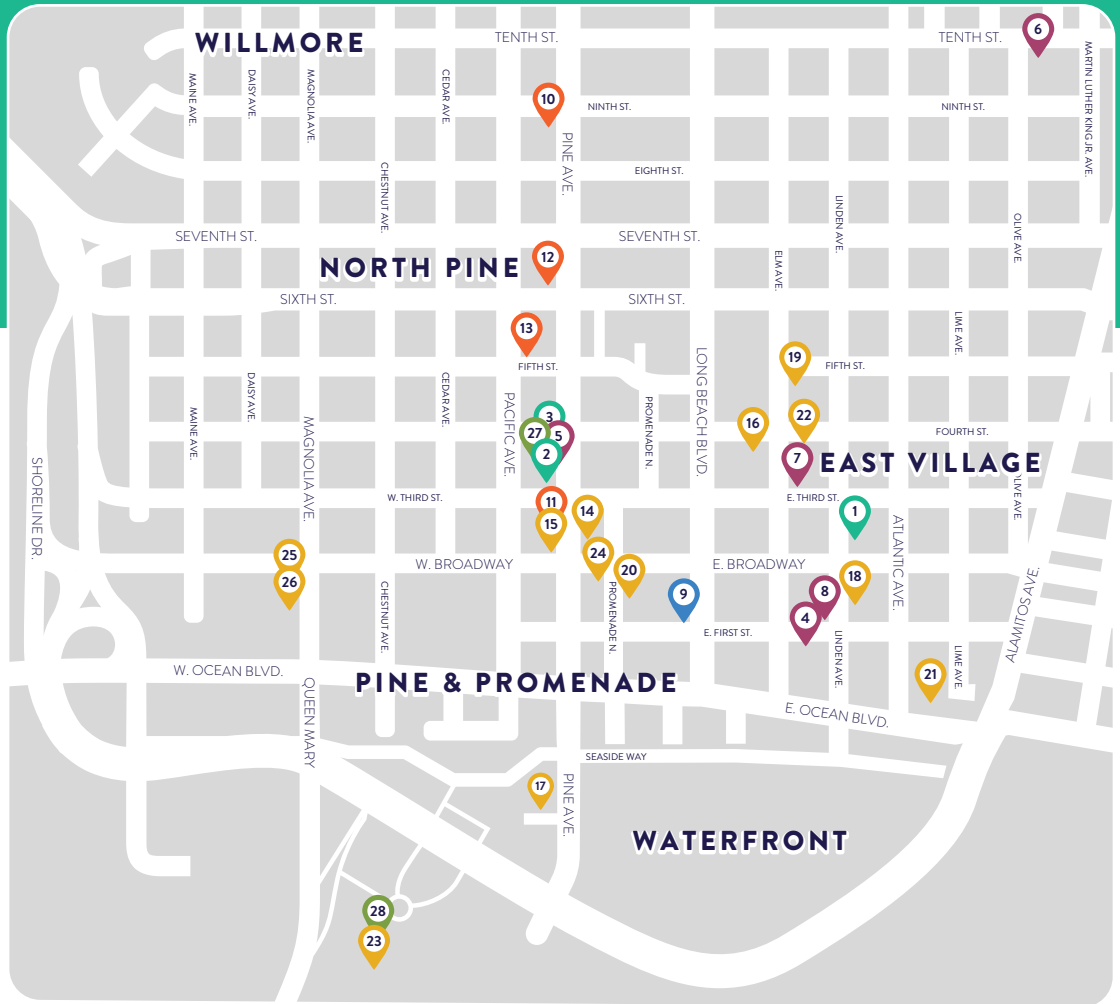 WILLMORE
TENTH ST.
TENTH ST.
6
MAINE AVE.
DAISY AVE.
MAGNOLIA AVE.
CEDAR AVE.
MARTIN LUTHER KING JR. AVE.
10
NINTH ST.
NINTH ST.
PINE AVE.
CHESTNUT AVE.
EIGHTH ST.
LINDEN AVE.
OLIVE AVE.
SEVENTH ST.
SEVENTH ST.
ELM AVE.
NORTH PINE
12
SIXTH ST.
SIXTH ST.
LIME AVE.
13
FIFTH ST.
19
FIFTH ST.
LONG BEACH BLVD.
DAISY AVE.
CEDAR AVE.
PACIFIC AVE.
PROMENADE N.
MAINE AVE.
MAGNOLIA AVE.
3
27
5
2
16
22
FOURTH ST.
7
EAST VILLAGE
SHORELINE DR.
W. THIRD ST.
E. THIRD ST.
OLIVE AVE.
11
15
14
1
ATLANTIC AVE.
25
26
W. BROADWAY
24
20
E. BROADWAY
18
CHESTNUT AVE.
PROMENADE N.
9
8
4
ALAMITOS AVE.
E. FIRST ST.
LINDEN AVE.
LIME AVE.
W. OCEAN BLVD.
21
PINE & PROMENADE
QUEEN MARY
E. OCEAN BLVD.
SEASIDE WAY
17
PINE AVE.
WATERFRONT
28
23